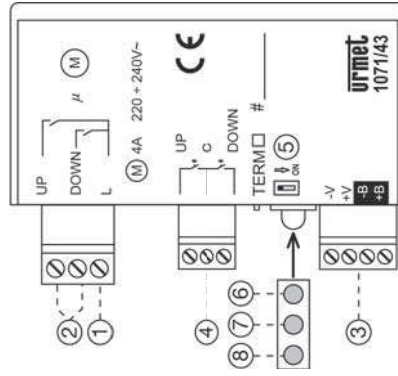 UP
DOWN
L
μ
M
M 4A 220 ÷ 240V~
CE
UP
C
DOWN
TERM
#
5
ON
-V
+V
-B
+B
urmet
1071/43
2
1
4
6
7
8
3